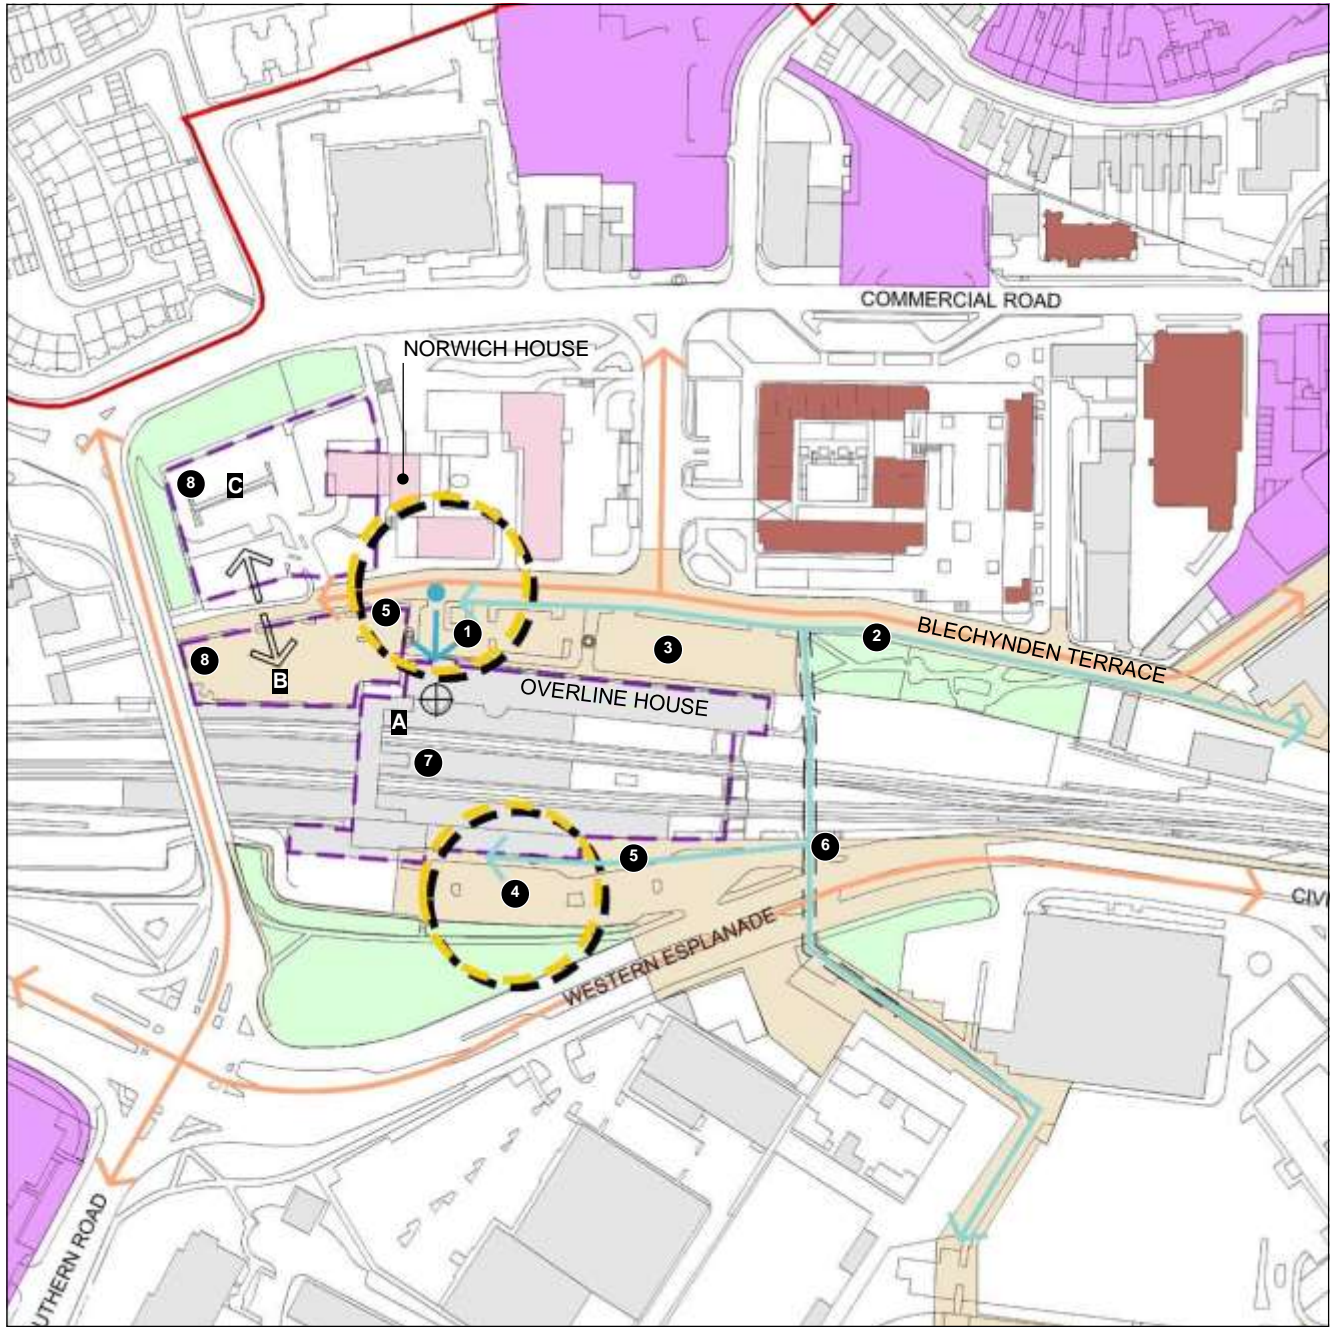 COMMERCIAL ROAD
NORWICH HOUSE
8
C
5
1
2
BLECHYNDEN TERRACE
3
8
B
OVERLINE HOUSE
A
7
6
5
4
CIVI
WESTERN ESPLANADE
UTHERN ROAD